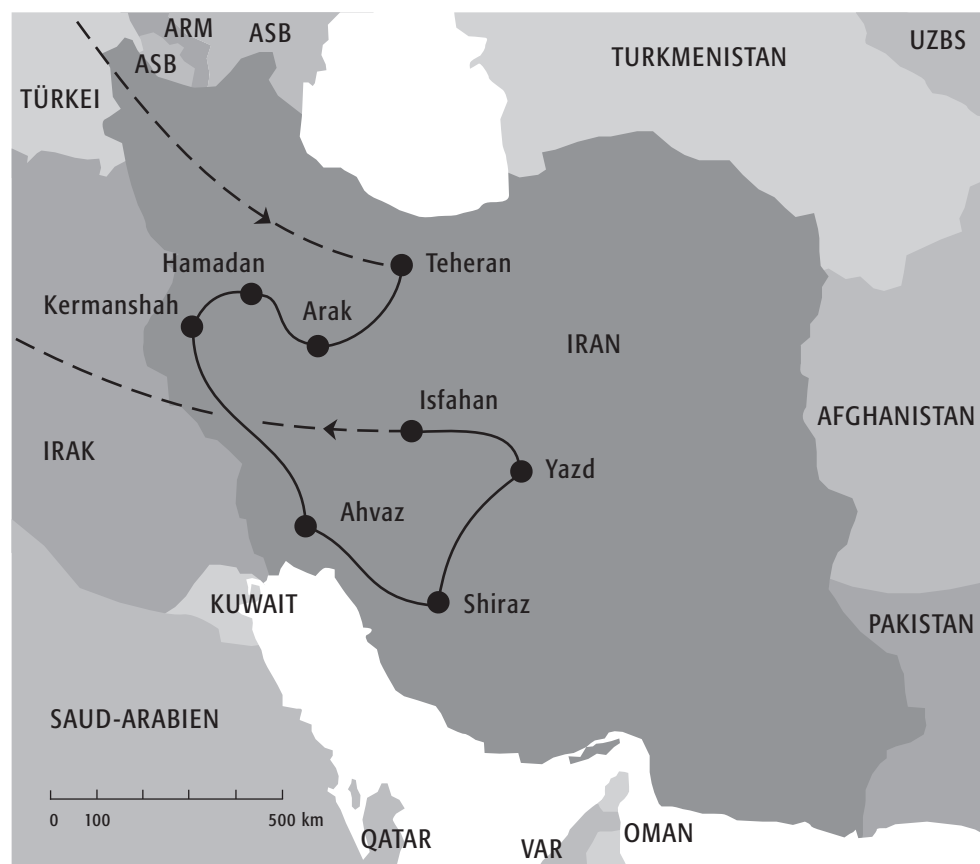 ARM
ASB
ASB
TÜRKEI
TURKMENISTAN
UZBS
Hamadan
Teheran
Kermanshah
Arak
IRAN
Isfahan
AFGHANISTAN
IRAK
Yazd
Ahvaz
KUWAIT
Shiraz
PAKISTAN
SAUD-ARABIEN
0 100 500 km
QATAR
VAR
OMAN